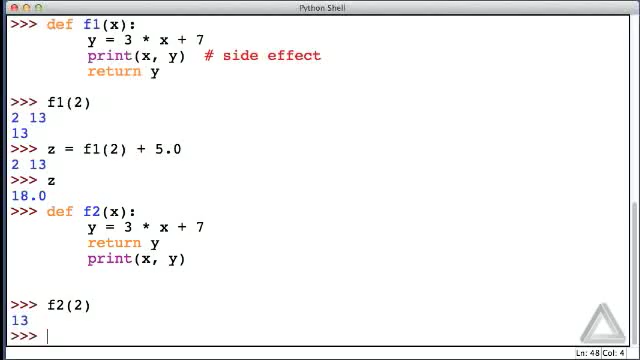 Python Shell
>>> def f1(x):
        y = 3 * x + 7
        print(x, y)  # side effect
        return y
>>> f1(2)
2 13
13
>>> z = f1(2) + 5.0
2 13
>>> z
18.0
>>> def f2(x):
        y = 3 * x + 7
        return y
        print(x, y)
>>> f2(2)
13
>>>
Ln: 48 Col: 4